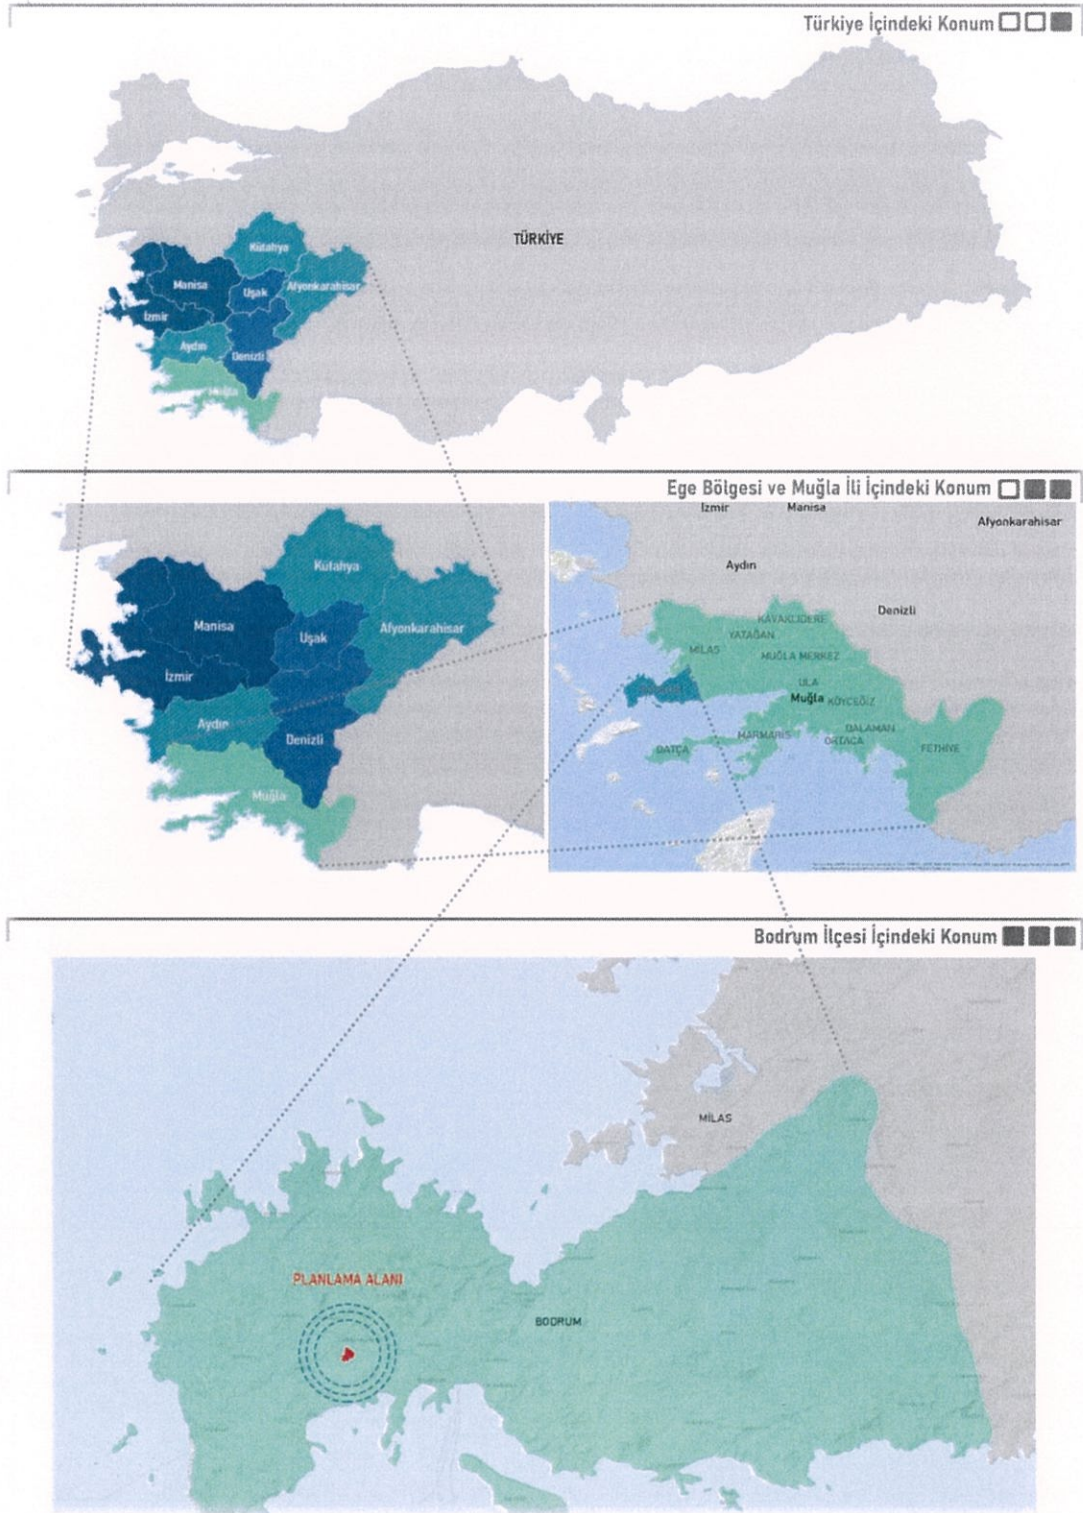 Türkiye İçindeki Konum
TÜRKİYE
Kütahya
Manisa
Uşak
Afyonkarahisar
İzmir
Aydın
Denizli
Muğla
Ege Bölgesi ve Muğla İli İçindeki Konum
Kutahya
Manisa
Uşak
Afyonkarahisar
İzmir
Aydın
Denizli
Muğla
İzmir
Manisa
Afyonkarahisar
Aydın
Denizli
KAVAKLIDERE
YATAĞAN
MİLAS
MUĞLA MERKEZ
ULA
Muğla
KÖYCEĞİZ
DALAMAN
MARMARİS
ORTACA
DATÇA
FETHİYE
Bodrum İlçesi İçindeki Konum
MİLAS
PLANLAMA ALANI
BODRUM